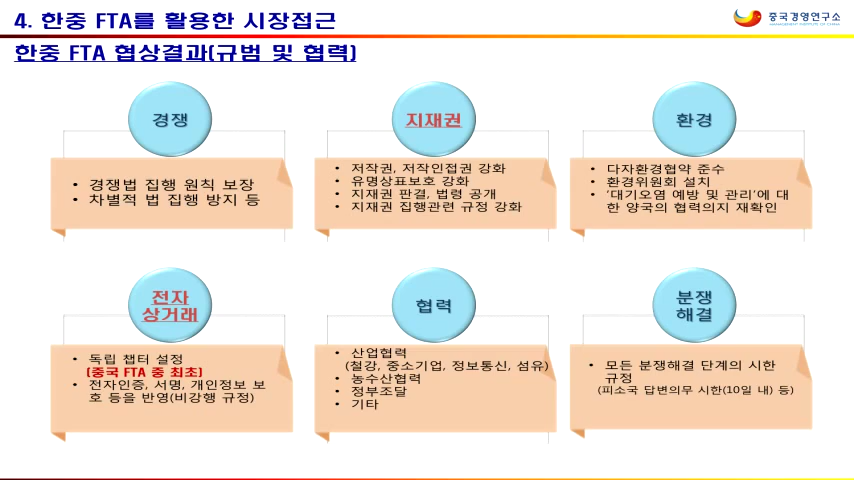 4. 한중 FTA를 활용한 시장접근
중국경영연구소
한중 FTA 협상결과(규범 및 협력)
경쟁
• 경쟁법 집행 원칙 보장
• 차별적 법 집행 방지 등
지재권
• 저작권, 저작인접권 강화
• 유명상표보호 강화
• 지재권 판결, 법령 공개
• 지재권 집행관련 규정 강화
환경
• 다자환경협약 준수
• 환경위원회 설치
• ‘대기오염 예방 및 관리’에 대
한 양국의 협력의지 재확인
전자
상거래
• 독립 챕터 설정
(중국 FTA 중 최초)
• 전자인증, 서명, 개인정보 보
호 등을 반영(비강행 규정)
협력
• 산업협력
(철강, 중소기업, 정보통신, 섬유)
• 농수산협력
• 정부조달
• 기타
분쟁
해결
• 모든 분쟁해결 단계의 시한
규정
(피소국 답변의무 시한(10일 내) 등)